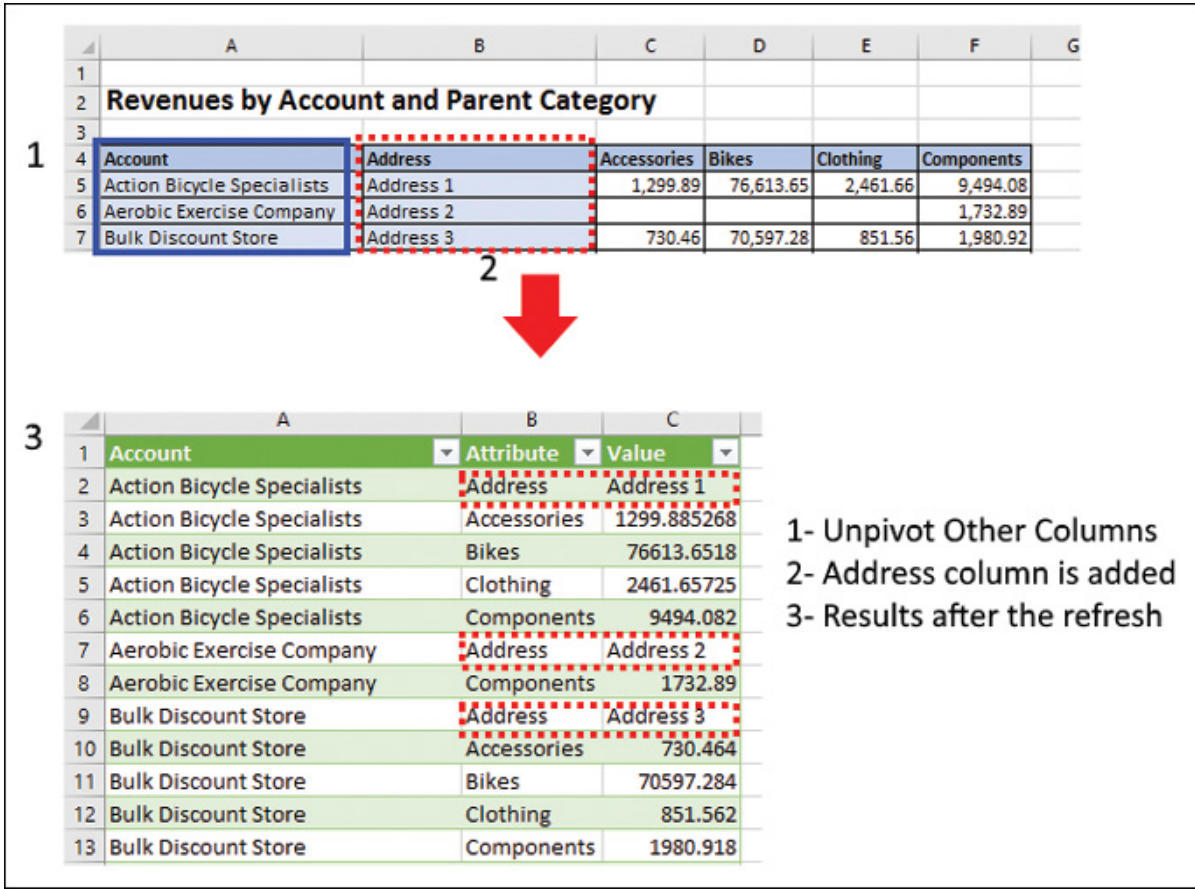 A B C D E F G
1
2 Revenues by Account and Parent Category
3
1
4 Account Address Accessories Bikes Clothing Components
5 Action Bicycle Specialists Address 1 1,299.89 76,613.65 2,461.66 9,494.08
6 Aerobic Exercise Company Address 2 1,732.89
7 Bulk Discount Store Address 3 730.46 70,597.28 851.56 1,980.92
2
3
A B C
1 Account Attribute Value
2 Action Bicycle Specialists Address Address 1
3 Action Bicycle Specialists Accessories 1299.885268
4 Action Bicycle Specialists Bikes 76613.6518
5 Action Bicycle Specialists Clothing 2461.65725
6 Action Bicycle Specialists Components 9494.082
7 Aerobic Exercise Company Address Address 2
8 Aerobic Exercise Company Components 1732.89
9 Bulk Discount Store Address Address 3
10 Bulk Discount Store Accessories 730.464
11 Bulk Discount Store Bikes 70597.284
12 Bulk Discount Store Clothing 851.562
13 Bulk Discount Store Components 1980.918
1- Unpivot Other Columns
2- Address column is added
3- Results after the refresh